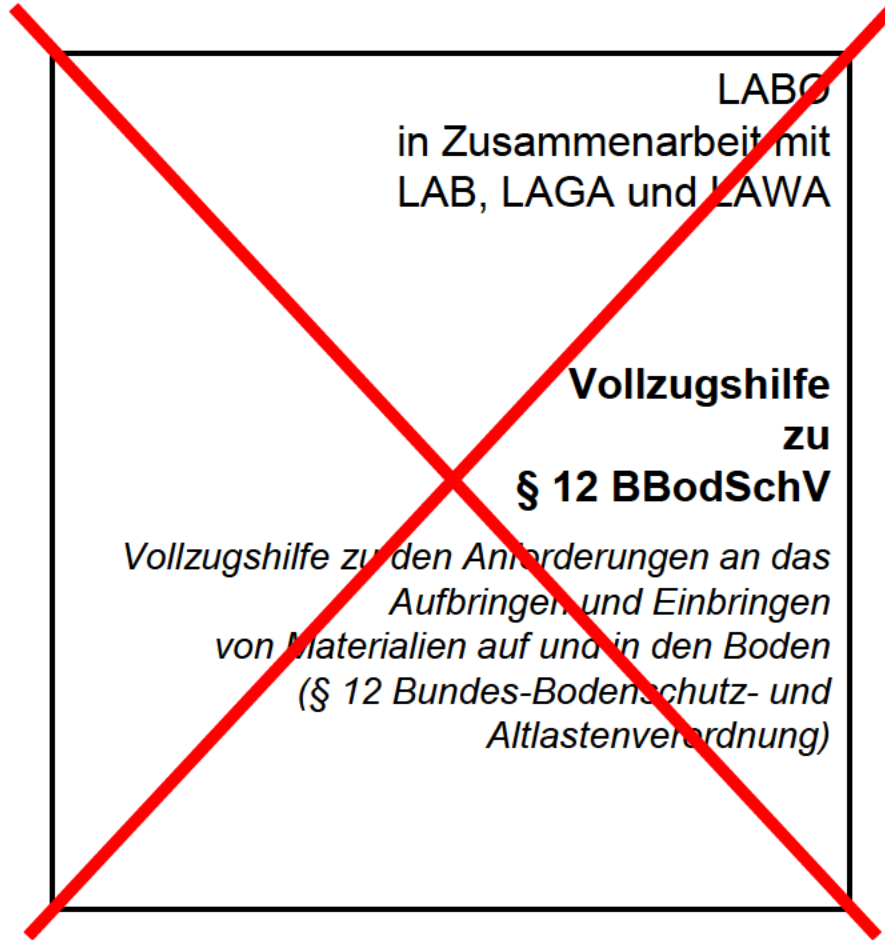 LABO
in Zusammenarbeit mit
LAB, LAGA und LAWA
Vollzugshilfe
zu
§ 12 BBodSchV
Vollzugshilfe zu den Anforderungen an das
Aufbringen und Einbringen
von Materialien auf und in den Boden
(§ 12 Bundes-Bodenschutz- und
Altlastenverordnung)